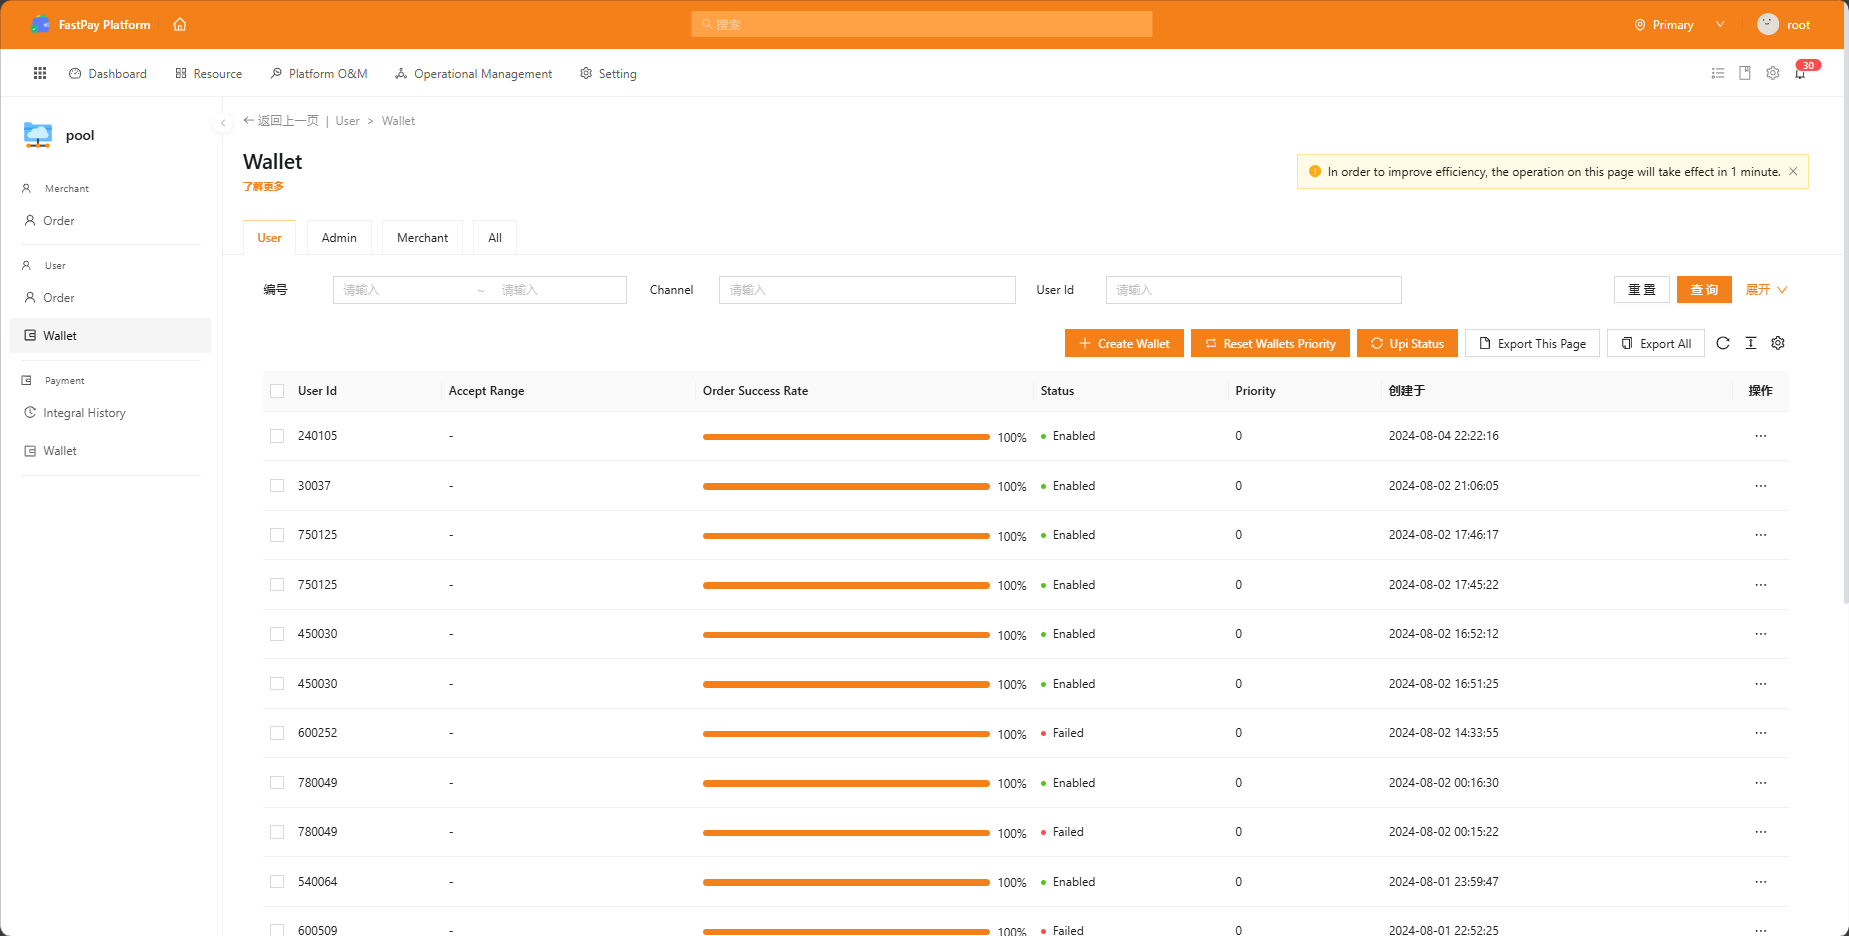 FastPay Platform
搜索
Primary
root
Dashboard
Resource
Platform O&M
Operational Management
Setting
30
pool
Merchant
Order
User
Order
Wallet
Payment
Integral History
Wallet
返回上一页 | User > Wallet
Wallet
了解更多
In order to improve efficiency, the operation on this page will take effect in 1 minute.
User
Admin
Merchant
All
编号 请输入 ~ 请输入 Channel 请输入 User Id 请输入 重 置 查 询 展开
Create Wallet Reset Wallets Priority Upi Status Export This Page Export All
User Id Accept Range Order Success Rate Status Priority 创建于 操作
240105 - 100% Enabled 0 2024-08-04 22:22:16 ···
30037 - 100% Enabled 0 2024-08-02 21:06:05 ···
750125 - 100% Enabled 0 2024-08-02 17:46:17 ···
750125 - 100% Enabled 0 2024-08-02 17:45:22 ···
450030 - 100% Enabled 0 2024-08-02 16:52:12 ···
450030 - 100% Enabled 0 2024-08-02 16:51:25 ···
600252 - 100% Failed 0 2024-08-02 14:33:55 ···
780049 - 100% Enabled 0 2024-08-02 00:16:30 ···
780049 - 100% Failed 0 2024-08-02 00:15:22 ···
540064 - 100% Enabled 0 2024-08-01 23:59:47 ···
600509 - 100% Failed 0 2024-08-01 22:52:25 ···